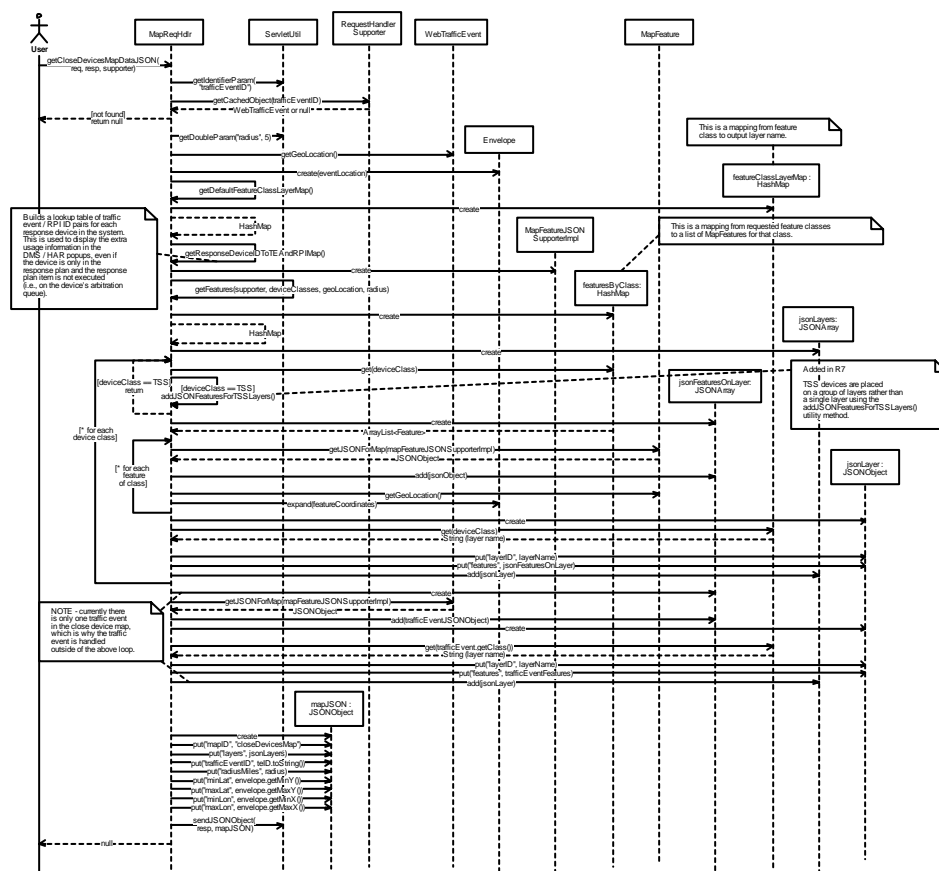 User
MapReqHdlr
ServletUtil
RequestHandler
Supporter
WebTrafficEvent
MapFeature
getCloseDevicesMapDataJSON(
req, resp, supporter)
getIdentifierParam(
"trafficEventID")
getCachedObject(trafficEventID)
WebTrafficEvent or null
[not found]
return null
getDoubleParam("radius", 5)
This is a mapping from feature
class to output layer name.
Envelope
getGeoLocation()
create(eventLocation)
featureClassLayerMap :
HashMap
getDefaultFeatureClassLayerMap()
create
Builds a lookup table of traffic
event / RPI ID pairs for each
response device in the system.
This is used to display the extra
usage information in the
DMS / HAR popups, even if
the device is only in the
response plan and the response
plan item is not executed
(i.e., on the device's arbitration
queue).
HashMap
MapFeatureJSON
SupporterImpl
This is a mapping from requested feature classes
to a list of MapFeatures for that class.
getResponseDeviceIDToTEAndRPIMap()
create
getFeatures(supporter, deviceClasses, geoLocation, radius)
featuresByClass:
HashMap
create
HashMap
jsonLayers:
JSONArray
create
get(deviceClass)
[deviceClass == TSS]
return
[deviceClass == TSS]
addJSONFeaturesForTSSLayers()
jsonFeaturesOnLayer:
JSONArray
Added in R7
TSS devices are placed
on a group of layers rather than
a single layer using the
addJSONFeaturesForTSSLayers()
utility method.
create
[* for each
device class]
ArrayList<Feature>
getJSONForMap(mapFeatureJSONSupporterImpl)
JSONObject
jsonLayer :
JSONObject
[* for each
feature
of class]
add(jsonObject)
getGeoLocation()
expand(featureCoordinates)
create
get(deviceClass)
String (layer name)
put("layerID", layerName)
put("features", jsonFeaturesOnLayer)
add(jsonLayer)
create
NOTE - currently there
is only one traffic event
in the close device map,
which is why the traffic
event is handled
outside of the above loop.
getJSONForMap(mapFeatureJSONSupporterImpl)
JSONObject
add(trafficEventJSONObject)
create
get(trafficEvent.getClass())
String (layer name)
put("layerID", layerName)
put("features", trafficEventFeatures)
add(jsonLayer)
mapJSON :
JSONObject
create
put("mapID", "closeDevicesMap")
put("layers", jsonLayers)
put("trafficEventID", teID.toString())
put("radiusMiles", radius)
put("minLat", envelope.getMinY())
put("maxLat", envelope.getMaxY())
put("minLon", envelope.getMinX())
put("maxLon", envelope.getMaxX())
sendJSONObject(
resp, mapJSON)
null